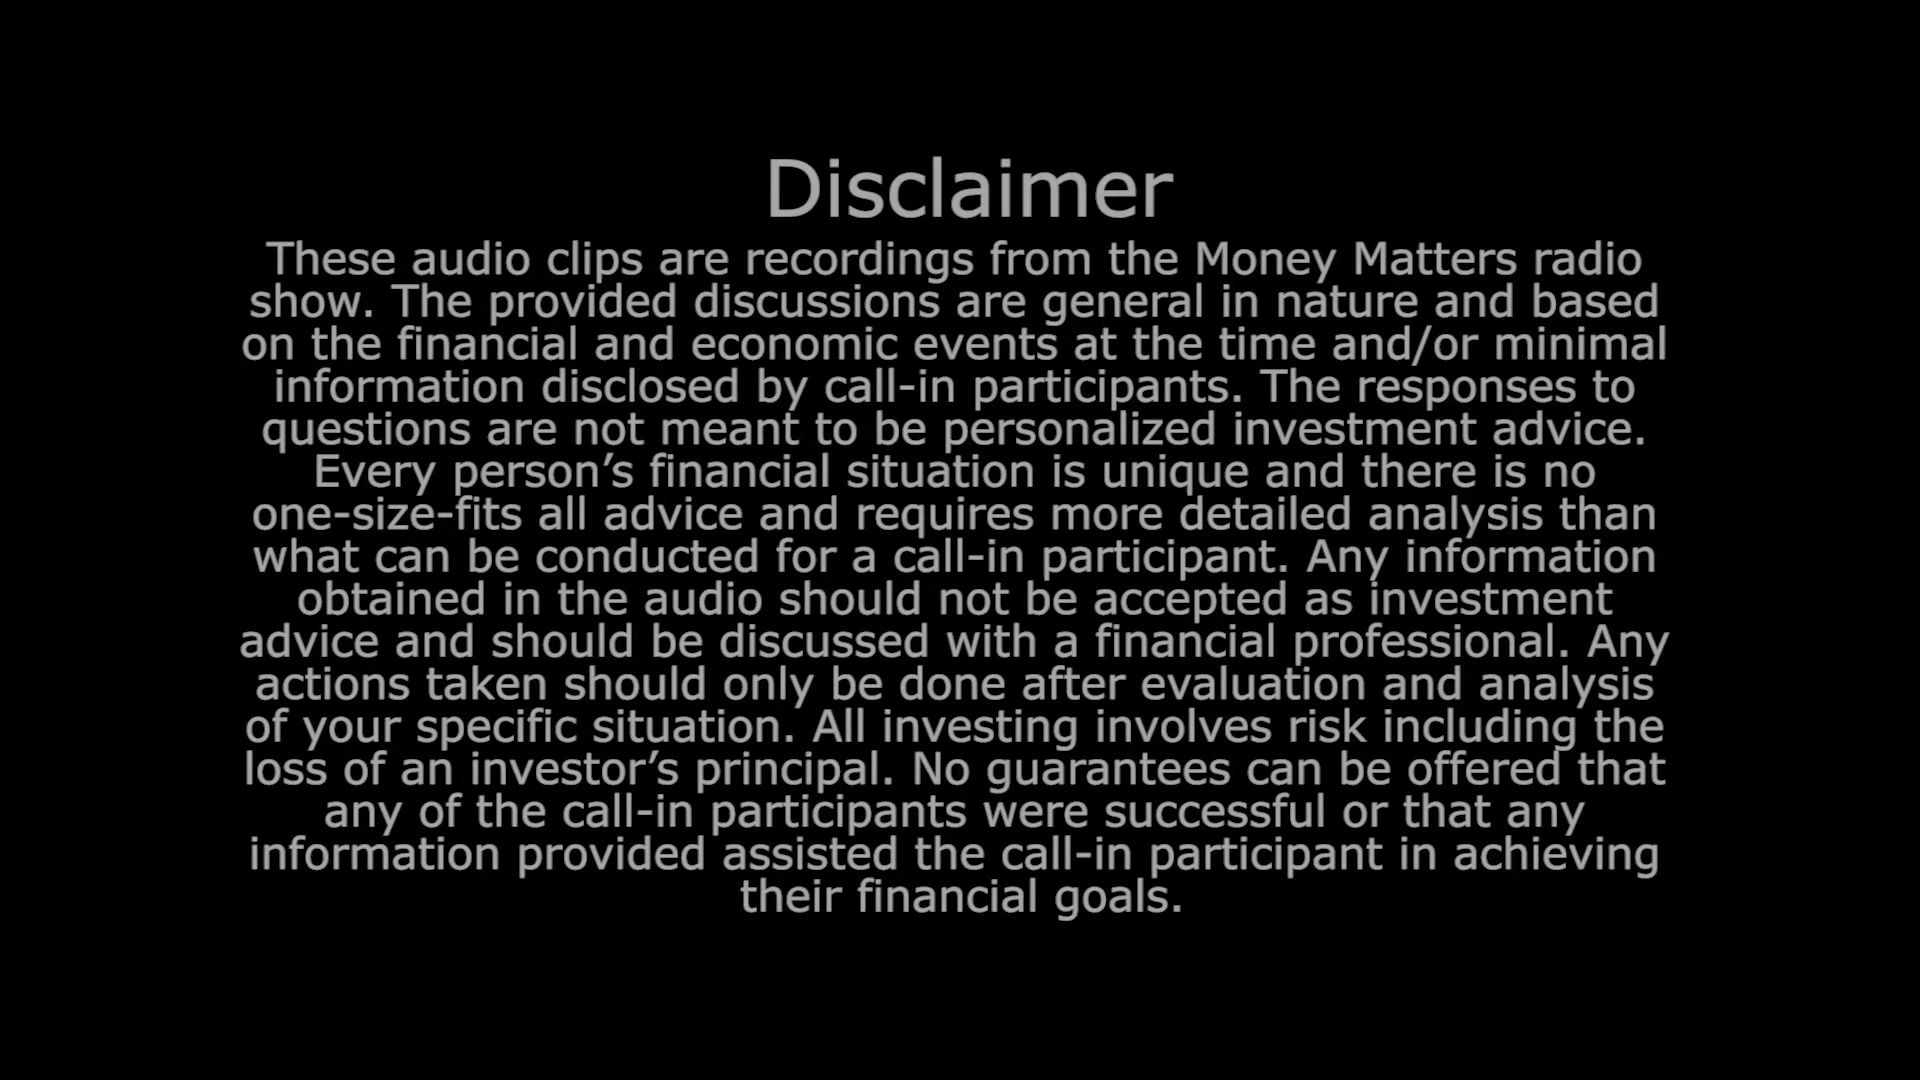 Disclaimer
These audio clips are recordings from the Money Matters radio
show. The provided discussions are general in nature and based
on the financial and economic events at the time and/or minimal
information disclosed by call-in participants. The responses to
questions are not meant to be personalized investment advice.
Every person’s financial situation is unique and there is no
one-size-fits all advice and requires more detailed analysis than
what can be conducted for a call-in participant. Any information
obtained in the audio should not be accepted as investment
advice and should be discussed with a financial professional. Any
actions taken should only be done after evaluation and analysis
of your specific situation. All investing involves risk including the
loss of an investor’s principal. No guarantees can be offered that
any of the call-in participants were successful or that any
information provided assisted the call-in participant in achieving
their financial goals.